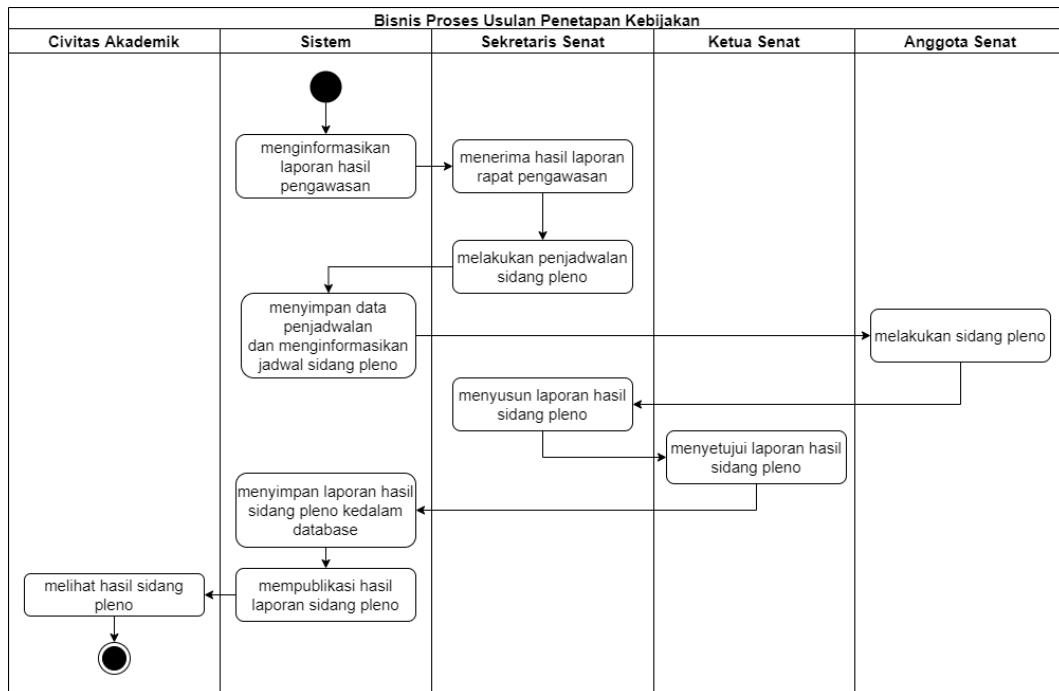 Bisnis Proses Usulan Penetapan Kebijakan
Civitas Akademik
Sistem
Sekretaris Senat
Ketua Senat
Anggota Senat
menginformasikan
laporan hasil
pengawasan
menerima hasil laporan
rapat pengawasan
melakukan penjadwalan
sidang pleno
menyimpan data
penjadwalan
dan menginformasikan
jadwal sidang pleno
melakukan sidang pleno
menyusun laporan hasil
sidang pleno
menyetujui laporan hasil
sidang pleno
menyimpan laporan hasil
sidang pleno kedalam
database
mempublikasi hasil
laporan sidang pleno
melihat hasil sidang
pleno